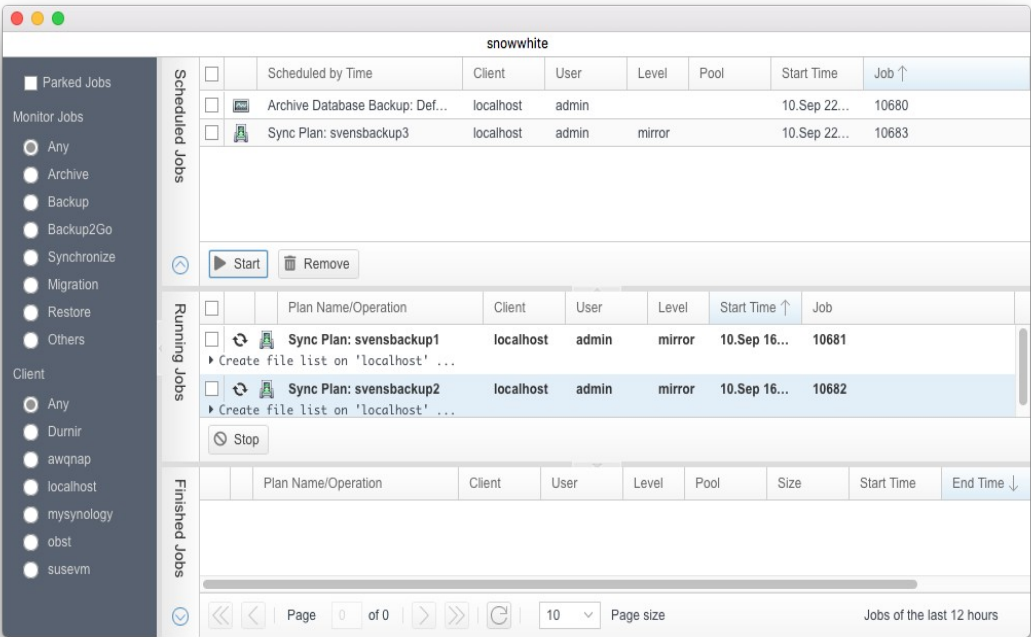 snowwhite
Parked Jobs
Monitor Jobs
Any
Archive
Backup
Backup2Go
Synchronize
Migration
Restore
Others
Client
Any
Durnir
awqnap
localhost
mysynology
obst
susevm
Scheduled Jobs
Scheduled by Time Client User Level Pool Start Time Job ↑
Archive Database Backup: Def... localhost admin 10.Sep 22... 10680
Sync Plan: svensbackup3 localhost admin mirror 10.Sep 22... 10683
Start Remove
Running Jobs
Plan Name/Operation Client User Level Start Time ↑ Job
Sync Plan: svensbackup1 localhost admin mirror 10.Sep 16... 10681
Create file list on 'localhost' ...
Sync Plan: svensbackup2 localhost admin mirror 10.Sep 16... 10682
Create file list on 'localhost' ...
Stop
Finished Jobs
Plan Name/Operation Client User Level Pool Size Start Time End Time ↓
Page 0 of 0 10 Page size Jobs of the last 12 hours